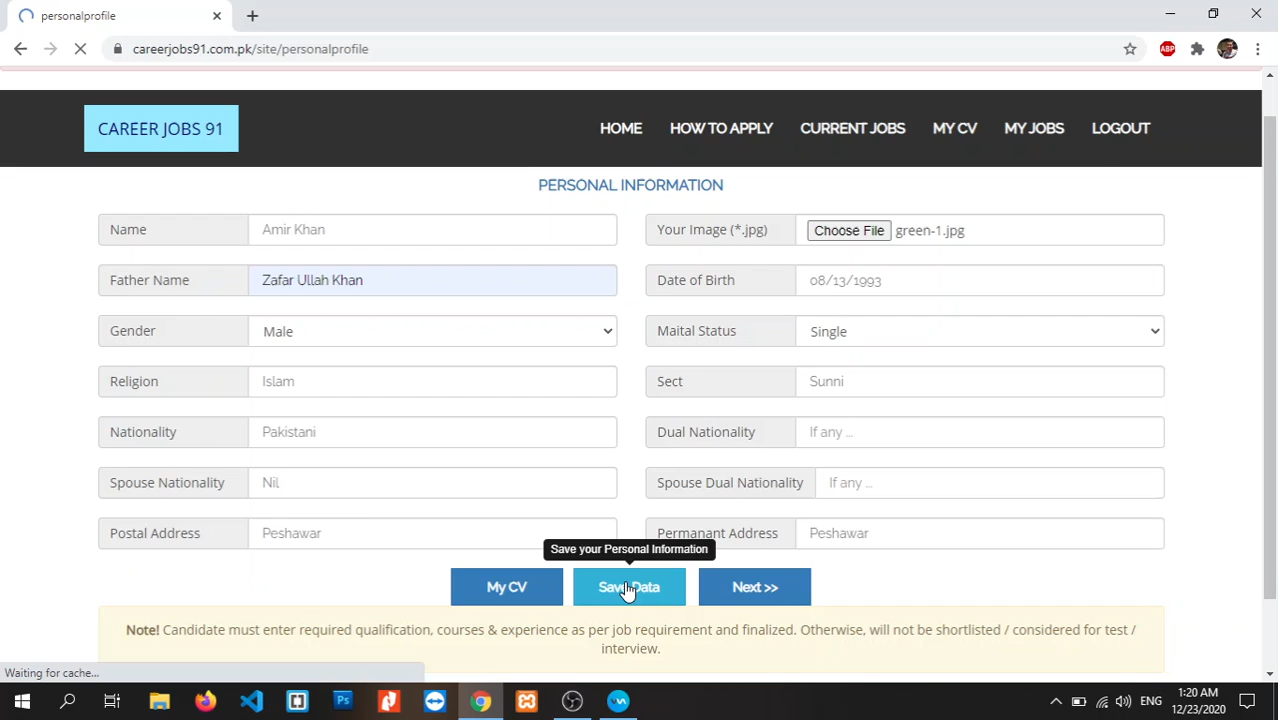 personalprofile
careerjobs91.com.pk/site/personalprofile
ABP
CAREER JOBS 91
HOME HOW TO APPLY CURRENT JOBS MY CV MY JOBS LOGOUT
PERSONAL INFORMATION
Name Amir Khan Your Image (*.jpg) Choose File green-1.jpg
Father Name Zafar Ullah Khan Date of Birth 08/13/1993
Gender Male Maital Status Single
Religion Islam Sect Sunni
Nationality Pakistani Dual Nationality If any ...
Spouse Nationality Nil Spouse Dual Nationality If any ...
Postal Address Peshawar Permanant Address Peshawar
Save your Personal Information
My CV Save Data Next >>
Note! Candidate must enter required qualification, courses & experience as per job requirement and finalized. Otherwise, will not be shortlisted / considered for test /
interview.
Waiting for cache...
Ps
ENG
1:20 AM
12/23/2020